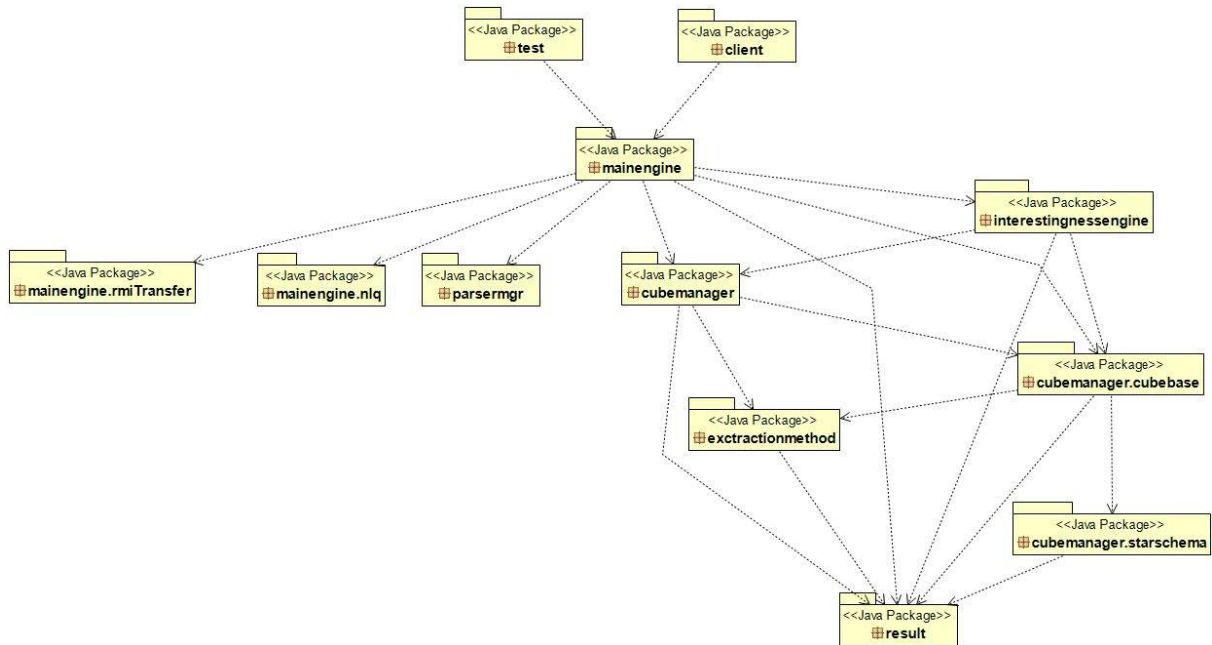 <<Java Package>>
test
<<Java Package>>
client
<<Java Package>>
mainengine
<<Java Package>>
interestingnessengine
<<Java Package>>
mainengine.rmiTransfer
<<Java Package>>
mainengine.nlq
<<Java Package>>
parsermgr
<<Java Package>>
cubemanager
<<Java Package>>
cubemanager.cubebase
<<Java Package>>
exctractionmethod
<<Java Package>>
cubemanager.starschema
<<Java Package>>
result